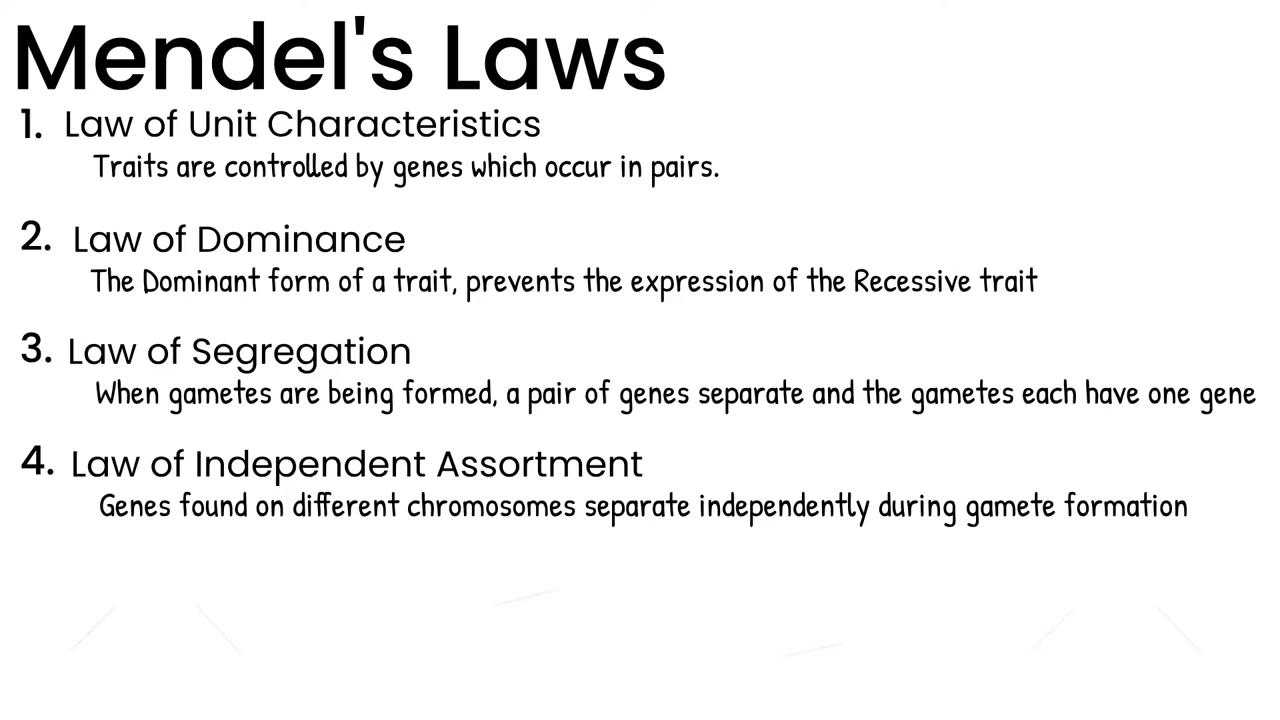 Mendel's Laws
1. Law of Unit Characteristics
Traits are controlled by genes which occur in pairs.
2. Law of Dominance
The Dominant form of a trait, prevents the expression of the Recessive trait
3. Law of Segregation
When gametes are being formed, a pair of genes separate and the gametes each have one gene
4. Law of Independent Assortment
Genes found on different chromosomes separate independently during gamete formation